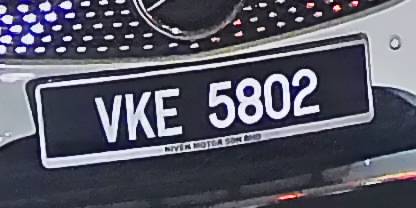 VKE 5802
NIVEN MOTOR SDN BHD